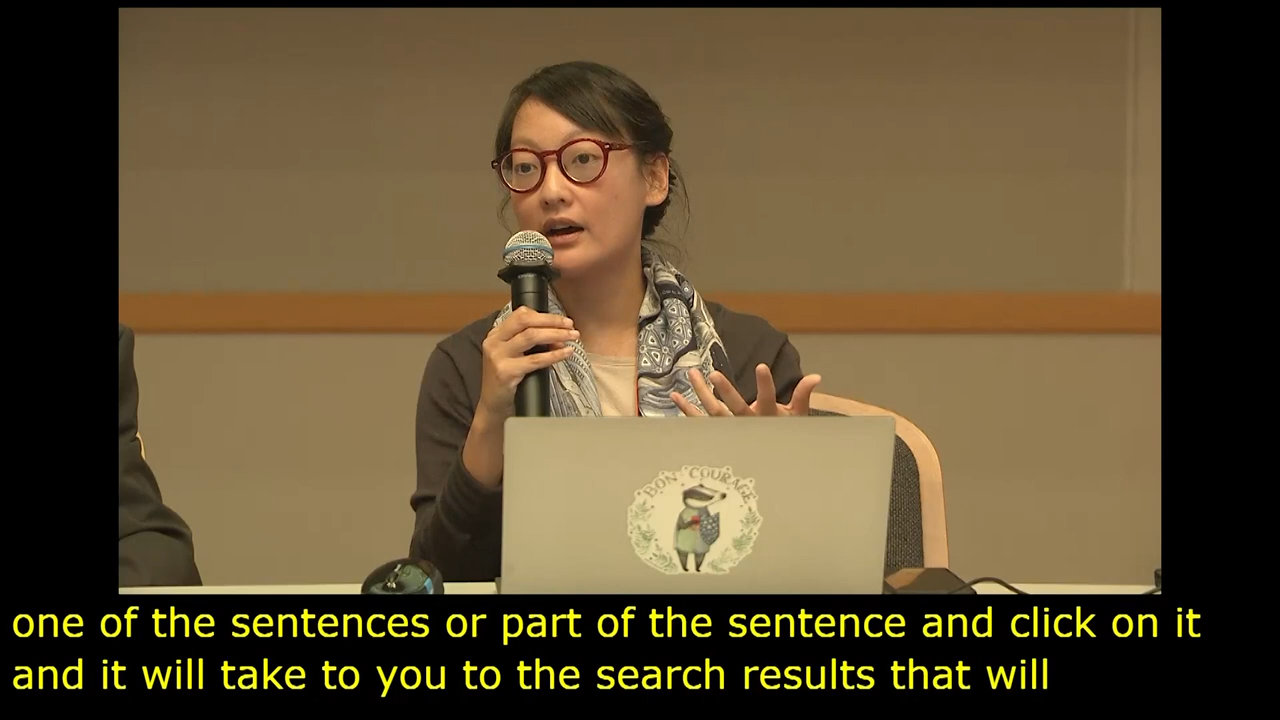 BON COURAGE
one of the sentences or part of the sentence and click on it
and it will take to you to the search results that will